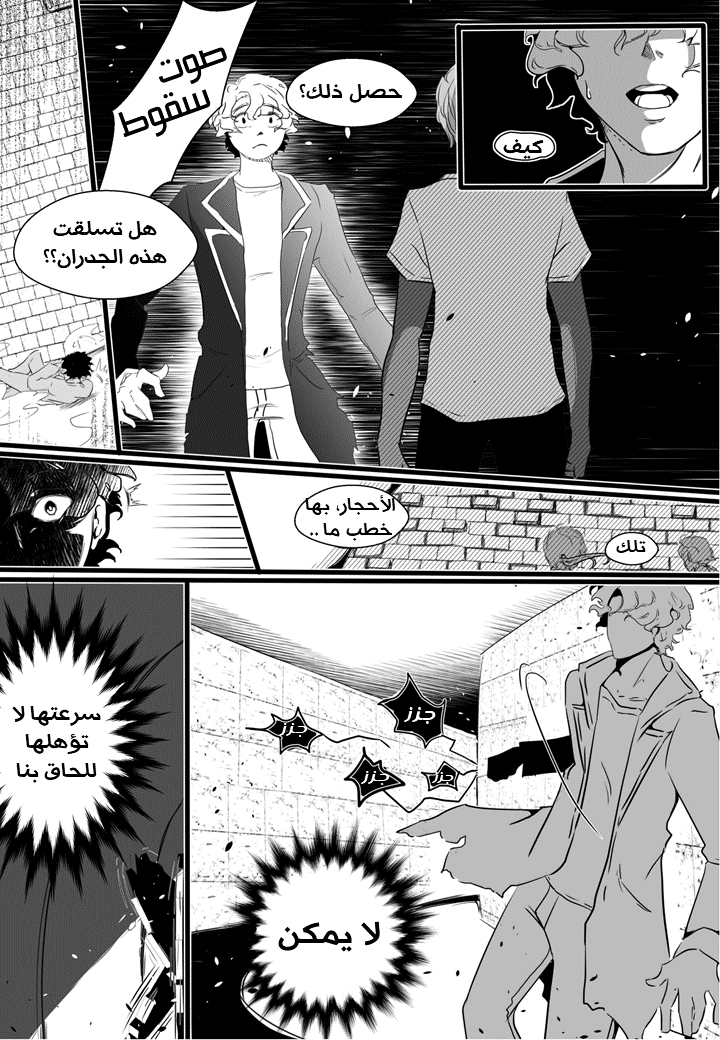 كيف
حصل ذلك؟
صوت
سقوط
هل تسلقت
هذه الجدران؟؟
تلك
الأحجار، بها
خطب ما ..
جزز
جزز
جزز
جزز
لا يمكن
سرعتها لا
تؤهلها
للحاق بنا